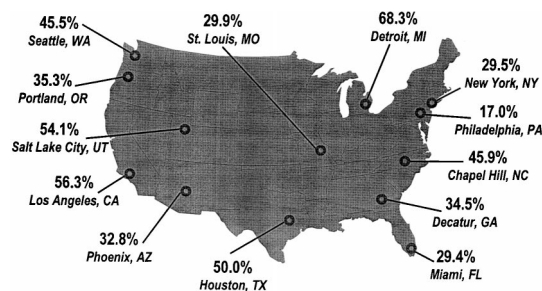 45.5%
Seattle, WA
29.9%
St. Louis, MO
68.3%
Detroit, MI
35.3%
Portland, OR
29.5%
New York, NY
54.1%
Salt Lake City, UT
17.0%
Philadelphia, PA
56.3%
Los Angeles, CA
45.9%
Chapel Hill, NC
32.8%
Phoenix, AZ
34.5%
Decatur, GA
50.0%
Houston, TX
29.4%
Miami, FL